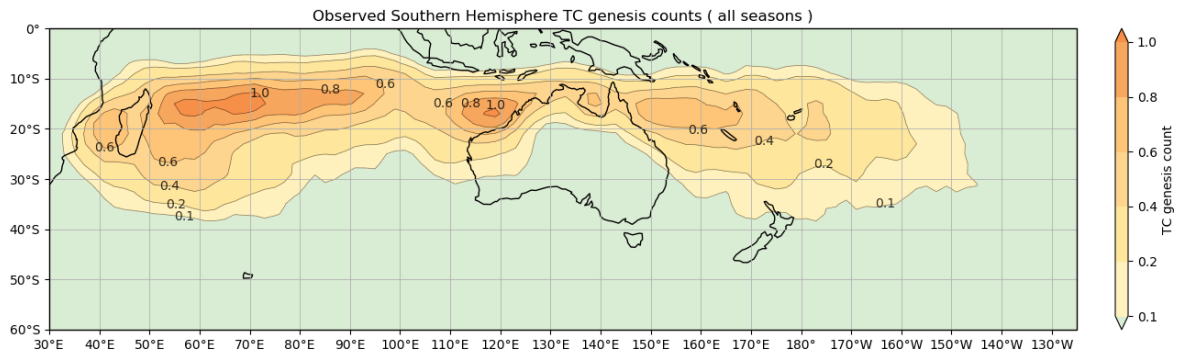 Observed Southern Hemisphere TC genesis counts ( all seasons )
0°
10°S
20°S
30°S
40°S
50°S
60°S
30°E 40°E 50°E 60°E 70°E 80°E 90°E 100°E 110°E 120°E 130°E 140°E 150°E 160°E 170°E 180° 170°W 160°W 150°W 140°W 130°W
1.0 0.8 0.6 0.6 0.8 1.0
0.6 0.6 0.4
0.6 0.2
0.4
0.2 0.1
0.1
1.0
0.8
0.6
0.4
0.2
0.1
TC genesis count